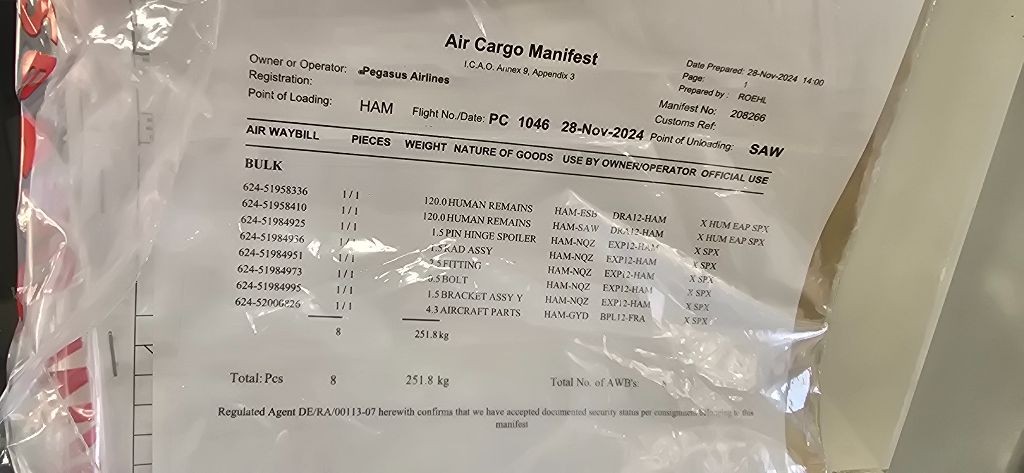 Air Cargo Manifest
I.C.A.O. Annex 9, Appendix 3
Owner or Operator: Pegasus Airlines
Registration:
Date Prepared: 28-Nov-2024 14:00
Page: 1
Prepared by: ROEHL
Manifest No: 208266
Customs Ref:
Point of Loading: HAM Flight No./Date: PC 1046 28-Nov-2024 Point of Unloading: SAW
AIR WAYBILL PIECES WEIGHT NATURE OF GOODS USE BY OWNER/OPERATOR OFFICIAL USE
BULK
624-51958336 1/1 120.0 HUMAN REMAINS HAM-ESB DRA12-HAM X HUM EAP SPX
624-51958410 1/1 120.0 HUMAN REMAINS HAM-SAW DRA12-HAM X HUM EAP SPX
624-51984925 1/1 1.5 PIN HINGE SPOILER HAM-NQZ EXP12-HAM X SPX
624-51984936 1/1 1.5 RAD ASSY HAM-NQZ EXP12-HAM X SPX
624-51984951 1/1 FITTING HAM-NQZ EXP12-HAM X SPX
624-51984973 1/1 0.5 BOLT HAM-NQZ EXP12-HAM X SPX
624-51984995 1/1 1.5 BRACKET ASSY Y HAM-NQZ EXP12-HAM X SPX
624-52006826 1/1 4.3 AIRCRAFT PARTS HAM-GYD BPL12-FRA X SPX
8 251.8 kg
Total: Pcs 8 251.8 kg Total No. of AWB's:
Regulated Agent DE/RA/00113-07 herewith confirms that we have accepted documented security status per consignment belonging to this
manifest